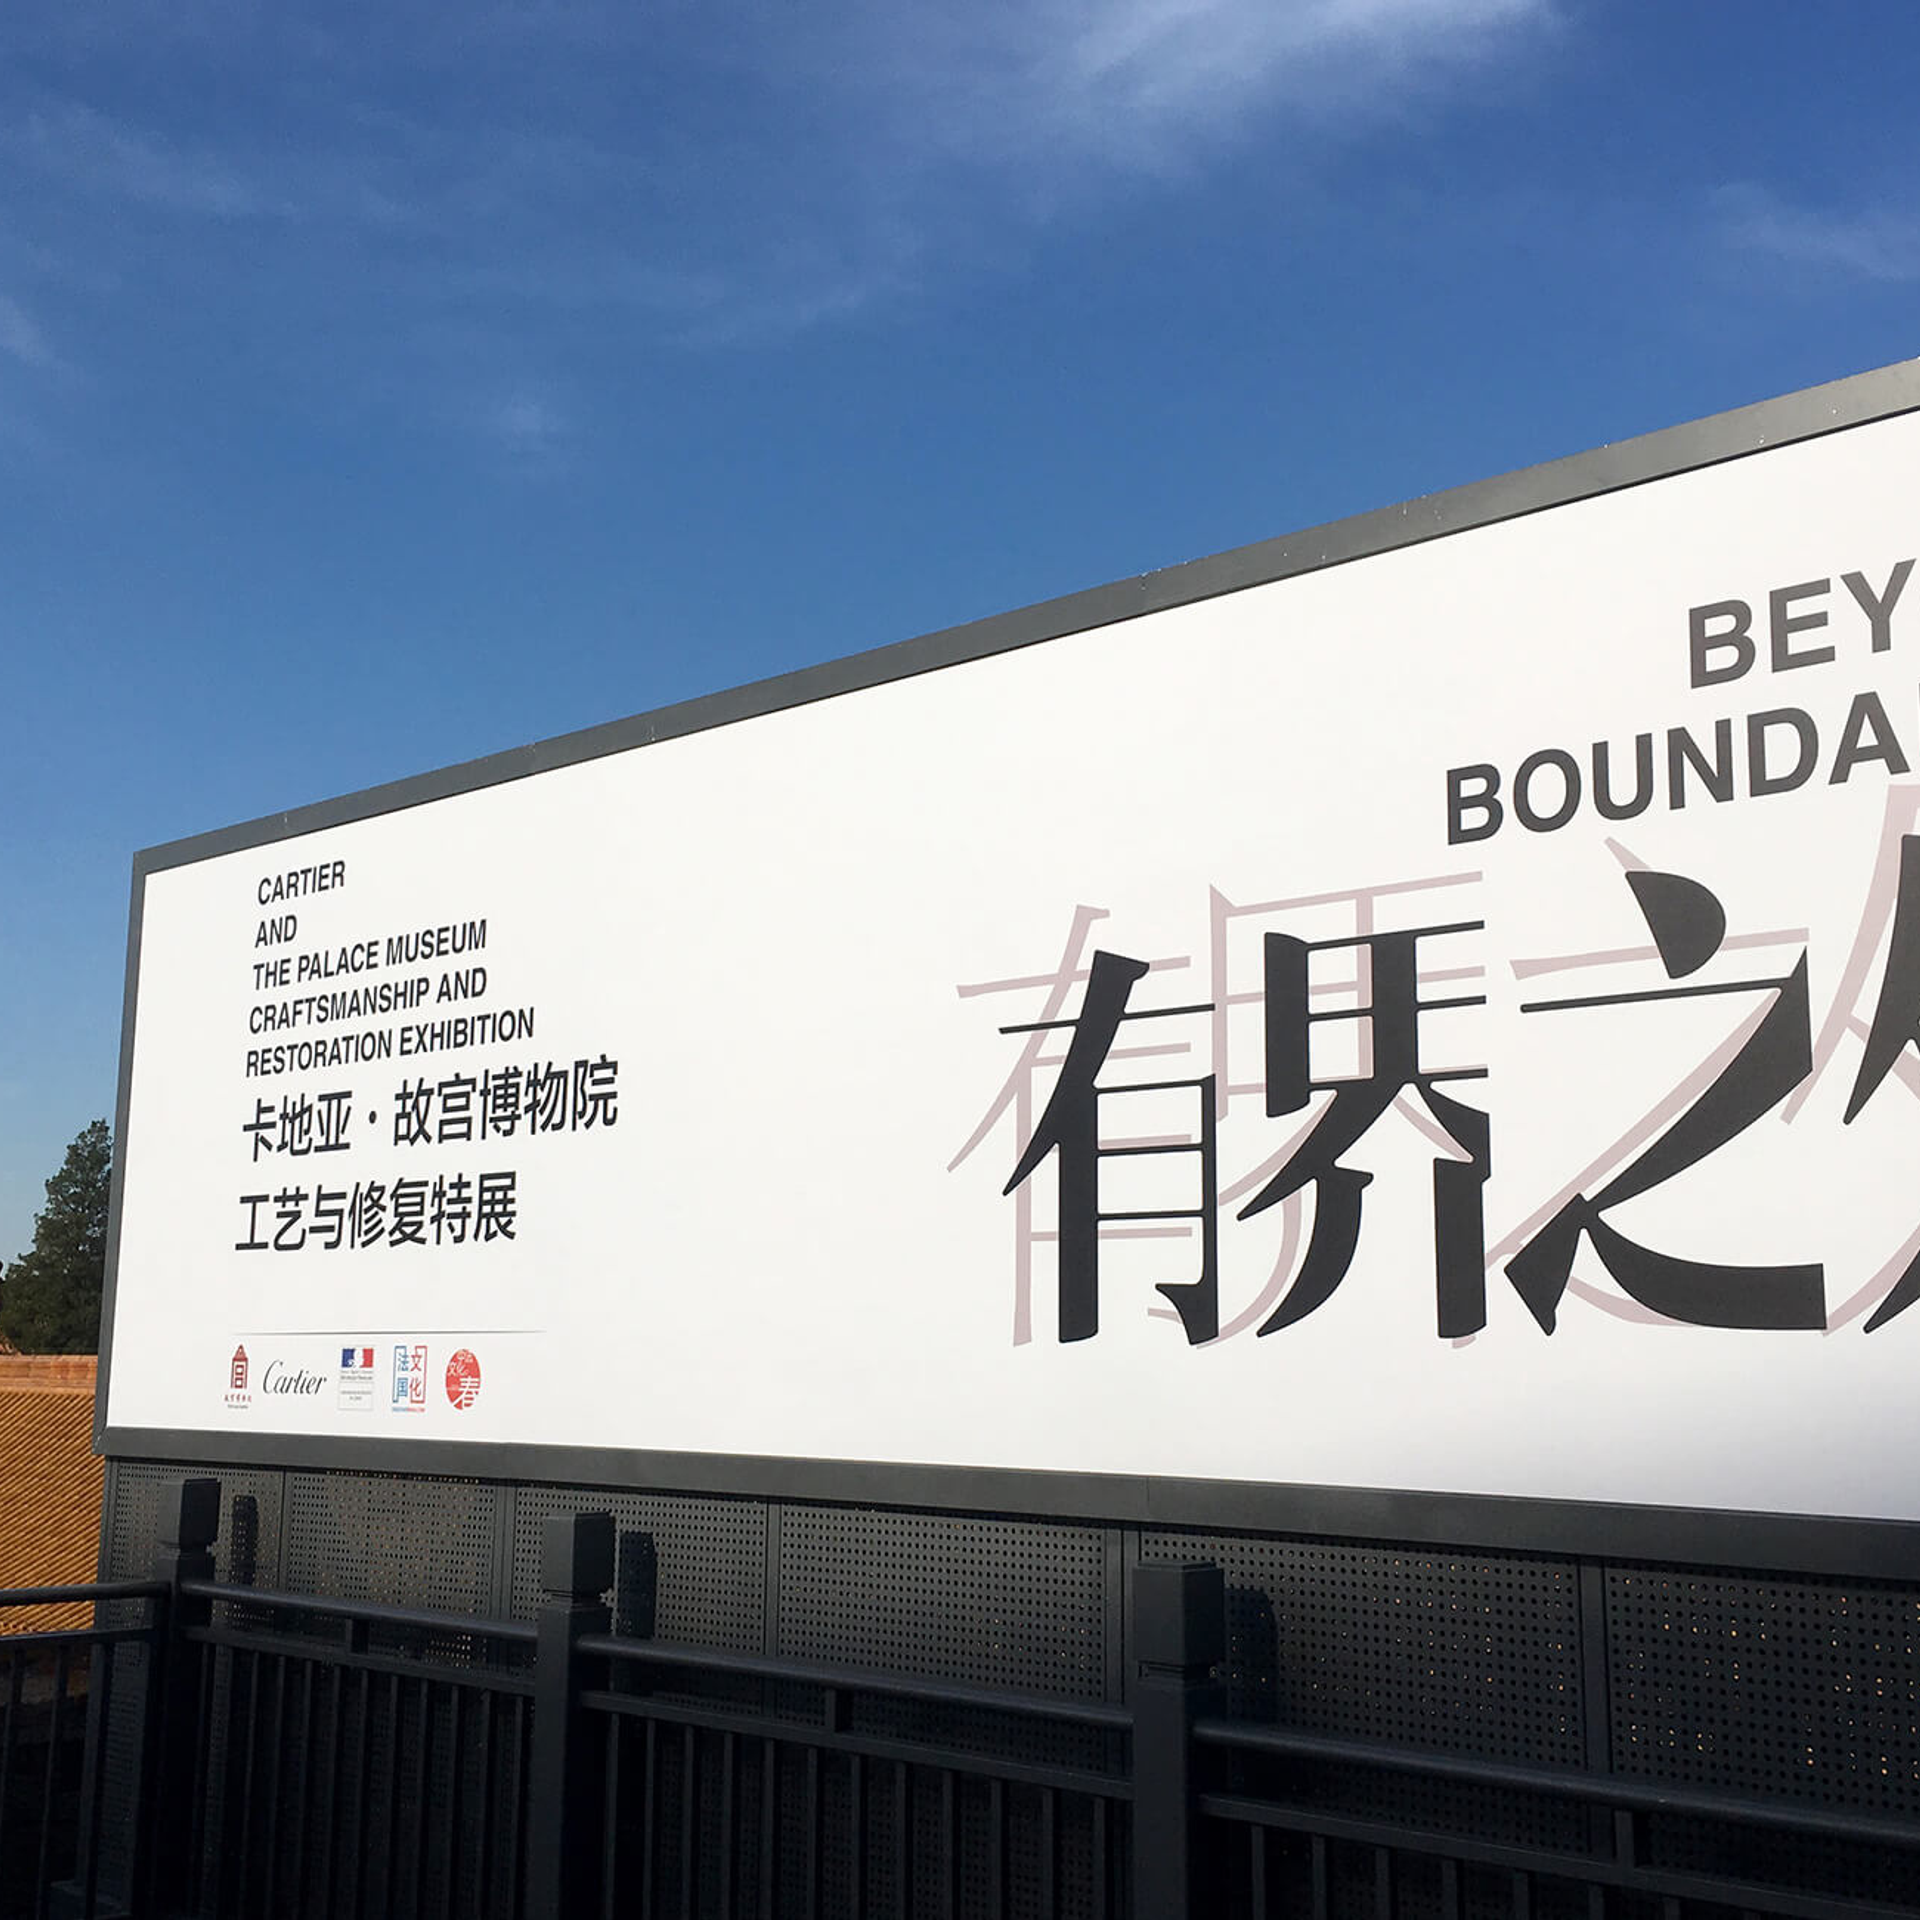 CARTIER
AND
THE PALACE MUSEUM
CRAFTSMANSHIP AND
RESTORATION EXHIBITION
卡地亚·故宫博物院
工艺与修复特展
Cartier
法文
国化
春
BEY
BOUNDA
有界之